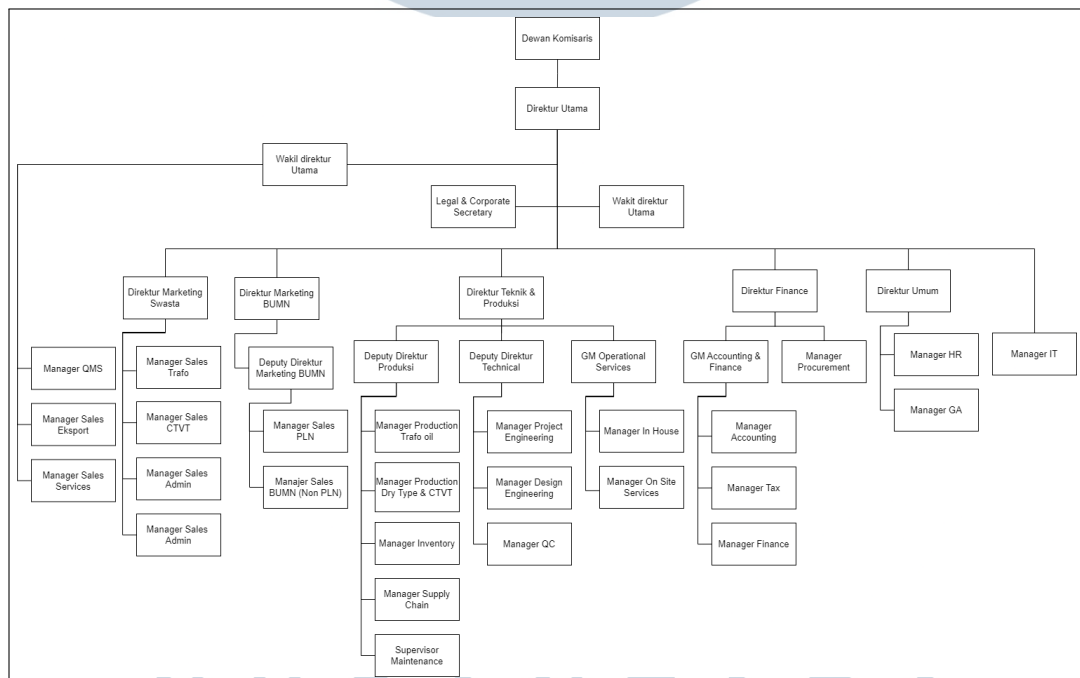 Dewan Komisaris
Direktur Utama
Wakil direktur
Utama
Legal & Corporate
Secretary
Wakit direktur
Utama
Direktur Marketing
Swasta
Direktur Marketing
BUMN
Direktur Teknik &
Produksi
Direktur Finance
Direktur Umum
Manager QMS
Manager Sales
Eksport
Manager Sales
Services
Manager Sales
Trafo
Manager Sales
CTVT
Manager Sales
Admin
Manager Sales
Admin
Deputy Direktur
Marketing BUMN
Manager Sales
PLN
Manajer Sales
BUMN (Non PLN)
Deputy Direktur
Produksi
Manager Production
Trafo oil
Manager Production
Dry Type & CTVT
Manager Inventory
Manager Supply
Chain
Supervisor
Maintenance
Deputy Direktur
Technical
Manager Project
Engineering
Manager Design
Engineering
Manager QC
GM Operational
Services
Manager In House
Manager On Site
Services
GM Accounting &
Finance
Manager
Accounting
Manager Tax
Manager Finance
Manager
Procurement
Manager HR
Manager GA
Manager IT